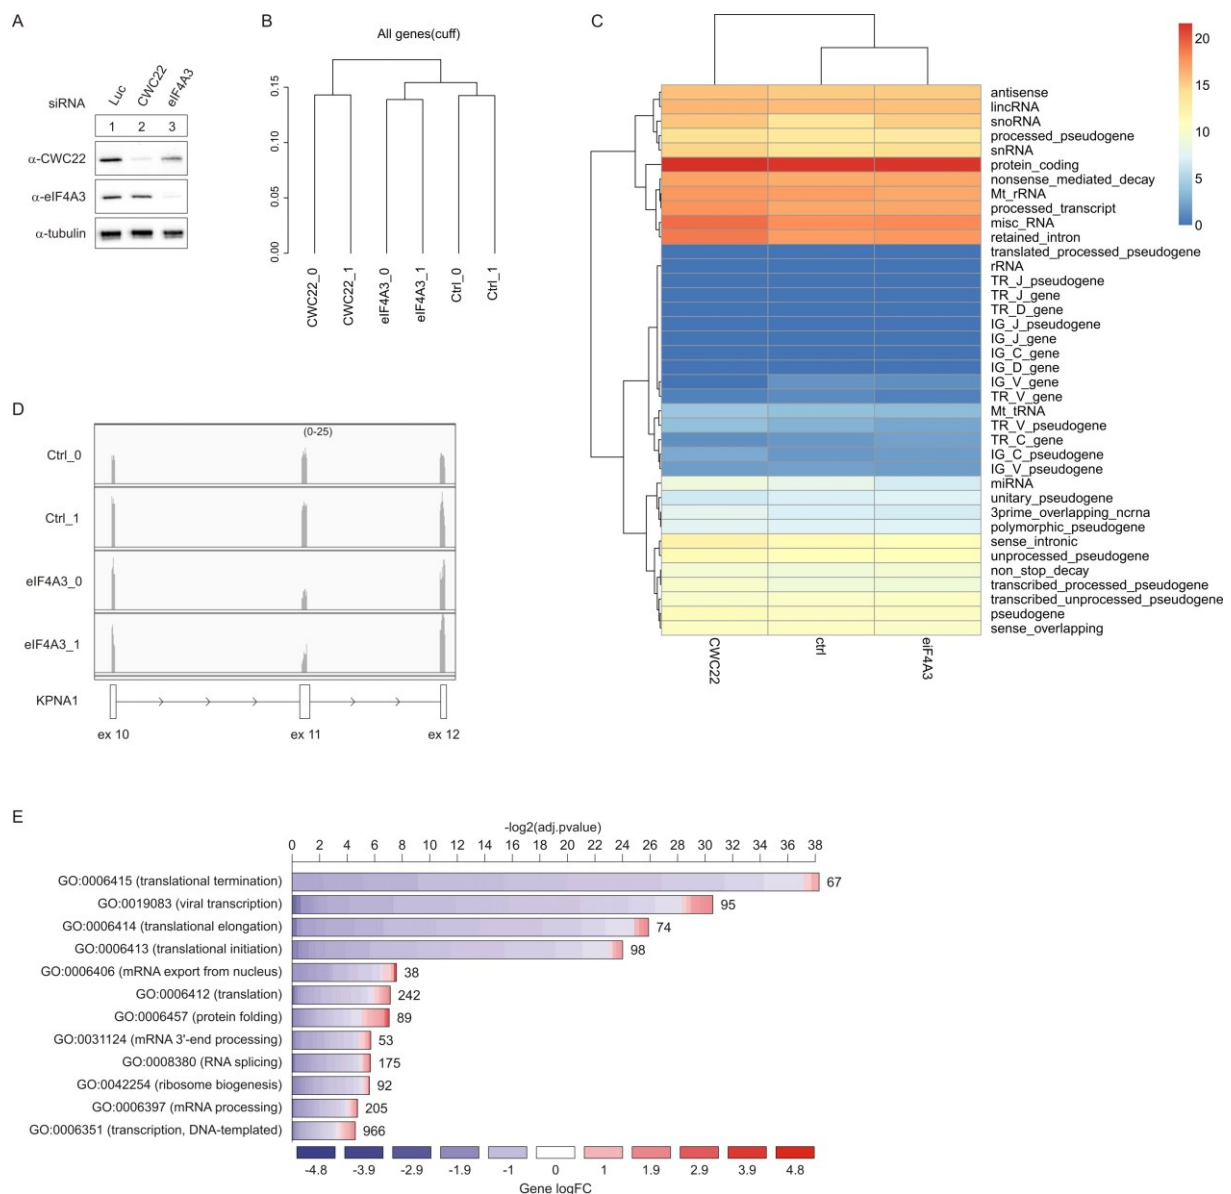 A
siRNA
Luc
CWC22
eIF4A3
1 2 3
α-CWC22
α-eIF4A3
α-tubulin
B
All genes(cuff)
0.15
0.10
0.05
0.00
CWC22_0
CWC22_1
eIF4A3_0
eIF4A3_1
Ctrl_0
Ctrl_1
C
20
15
10
5
0
antisense
lincRNA
snoRNA
processed_pseudogene
snRNA
protein_coding
nonsense_mediated_decay
Mt_rRNA
processed_transcript
misc_RNA
retained_intron
translated_processed_pseudogene
rRNA
TR_J_pseudogene
TR_J_gene
TR_D_gene
IG_J_pseudogene
IG_J_gene
IG_C_gene
IG_D_gene
IG_V_gene
TR_V_gene
Mt_tRNA
TR_V_pseudogene
TR_C_gene
IG_C_pseudogene
IG_V_pseudogene
miRNA
unitary_pseudogene
3prime_overlapping_ncrna
polymorphic_pseudogene
sense_intronic
unprocessed_pseudogene
non_stop_decay
transcribed_processed_pseudogene
transcribed_unprocessed_pseudogene
pseudogene
sense_overlapping
CWC22
ctrl
eiF4A3
D
(0-25)
Ctrl_0
Ctrl_1
eIF4A3_0
eIF4A3_1
KPNA1
ex 10 ex 11 ex 12
E
-log2(adj.pvalue)
0 2 4 6 8 10 12 14 16 18 20 22 24 26 28 30 32 34 36 38
GO:0006415 (translational termination) 67
GO:0019083 (viral transcription) 95
GO:0006414 (translational elongation) 74
GO:0006413 (translational initiation) 98
GO:0006406 (mRNA export from nucleus) 38
GO:0006412 (translation) 242
GO:0006457 (protein folding) 89
GO:0031124 (mRNA 3'-end processing) 53
GO:0008380 (RNA splicing) 175
GO:0042254 (ribosome biogenesis) 92
GO:0006397 (mRNA processing) 205
GO:0006351 (transcription, DNA-templated) 966
-4.8 -3.9 -2.9 -1.9 -1 0 1 1.9 2.9 3.9 4.8
Gene logFC